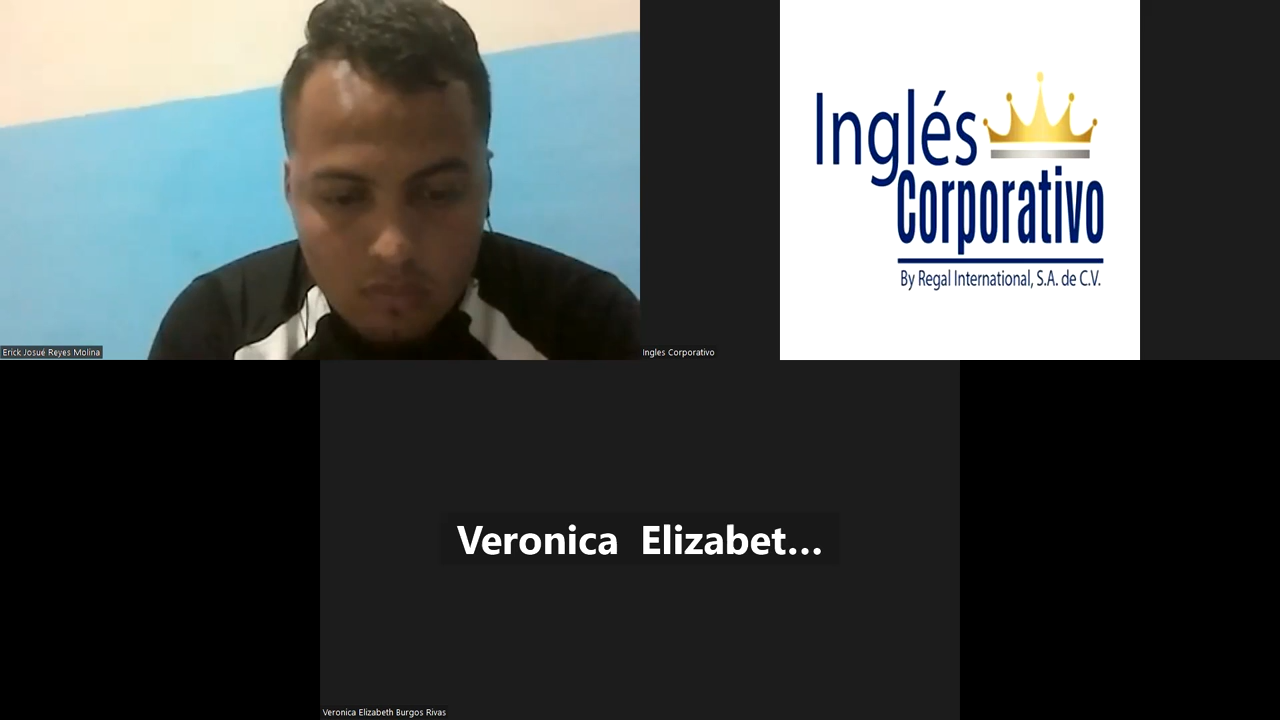 Inglés
Corporativo
By Regal International, S.A. de C.V.
Erick Josué Reyes Molina
Ingles Corporativo
Veronica Elizabet...
Veronica Elizabeth Burgos Rivas